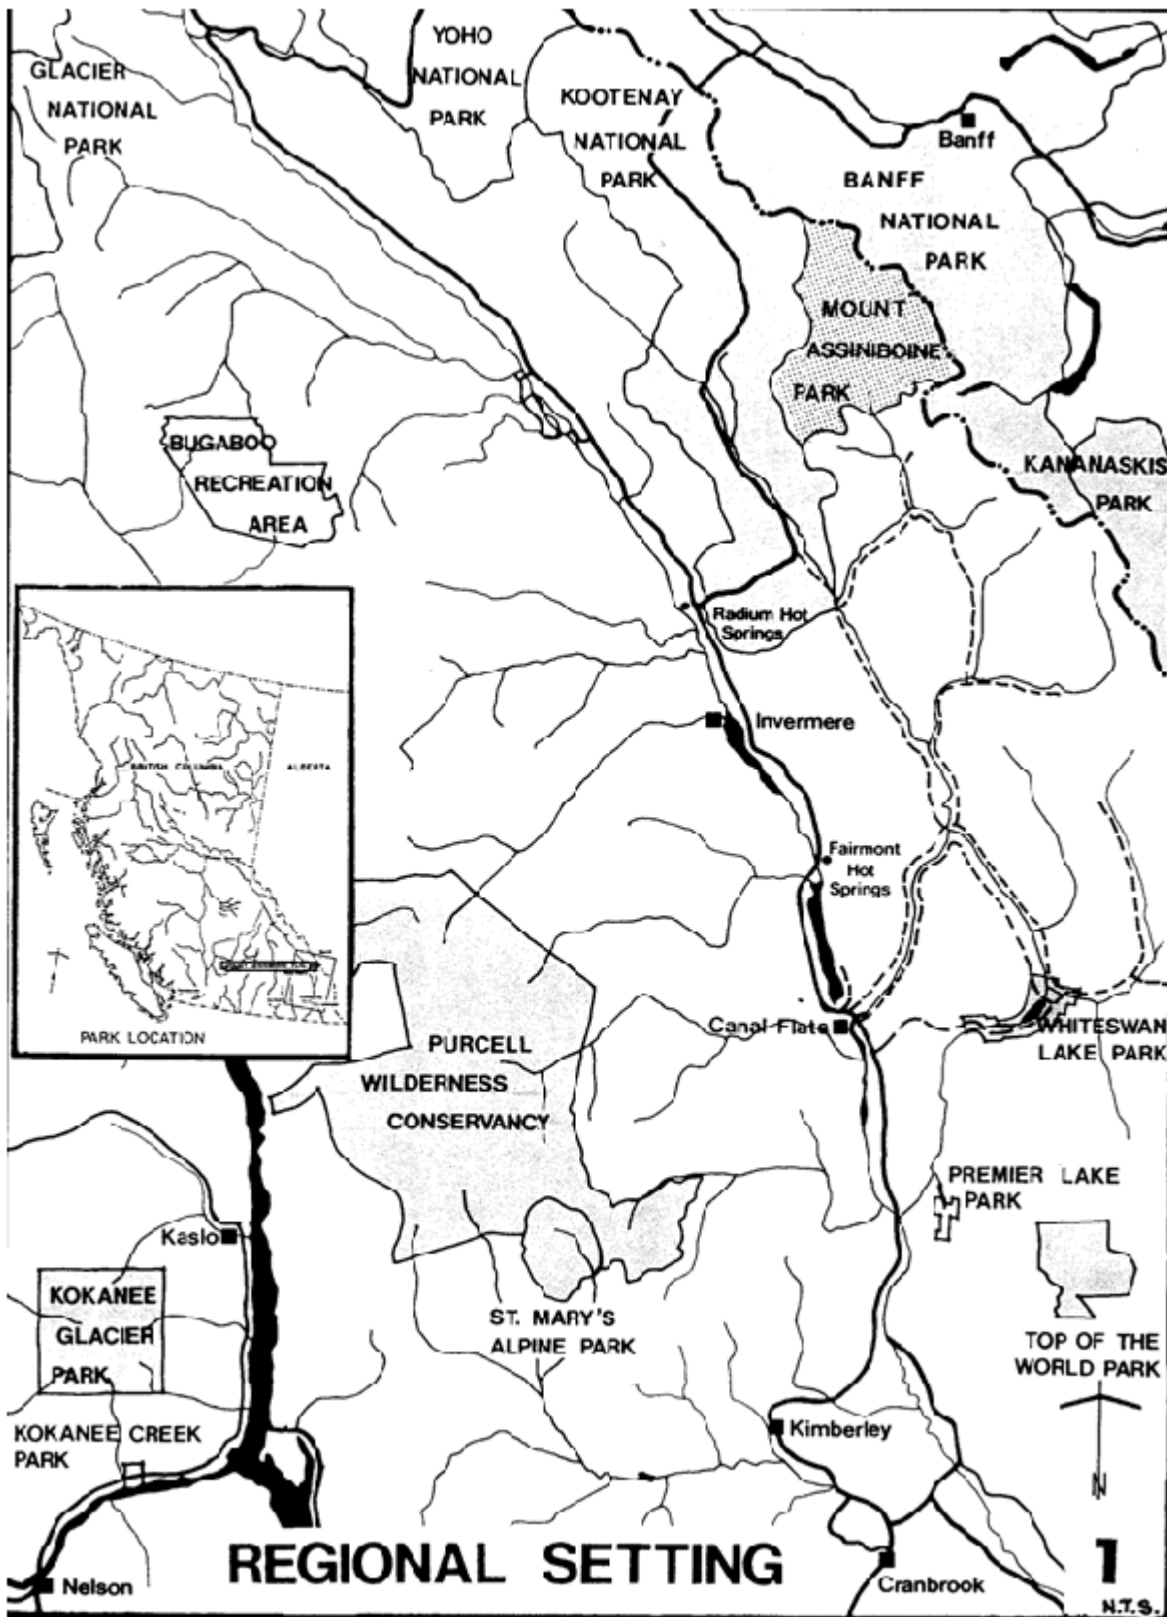 YOHO
NATIONAL
PARK
GLACIER
NATIONAL
PARK
KOOTENAY
NATIONAL
PARK
Banff
BANFF
NATIONAL
PARK
MOUNT
ASSINIBOINE
PARK
BUGABOO
RECREATION
AREA
KANANASKIS
PARK
Radium Hot
Springs
Invermere
BRITISH COLUMBIA
ALBERTA
PARK LOCATION
Fairmont
Hot
Springs
Canal Flats
WHITESWAN
LAKE PARK
PURCELL
WILDERNESS
CONSERVANCY
PREMIER LAKE
PARK
Kaslo
KOKANEE
GLACIER
PARK
ST. MARY'S
ALPINE PARK
TOP OF THE
WORLD PARK
KOKANEE CREEK
PARK
Kimberley
N
REGIONAL SETTING
1
Nelson
Cranbrook
N.T.S.